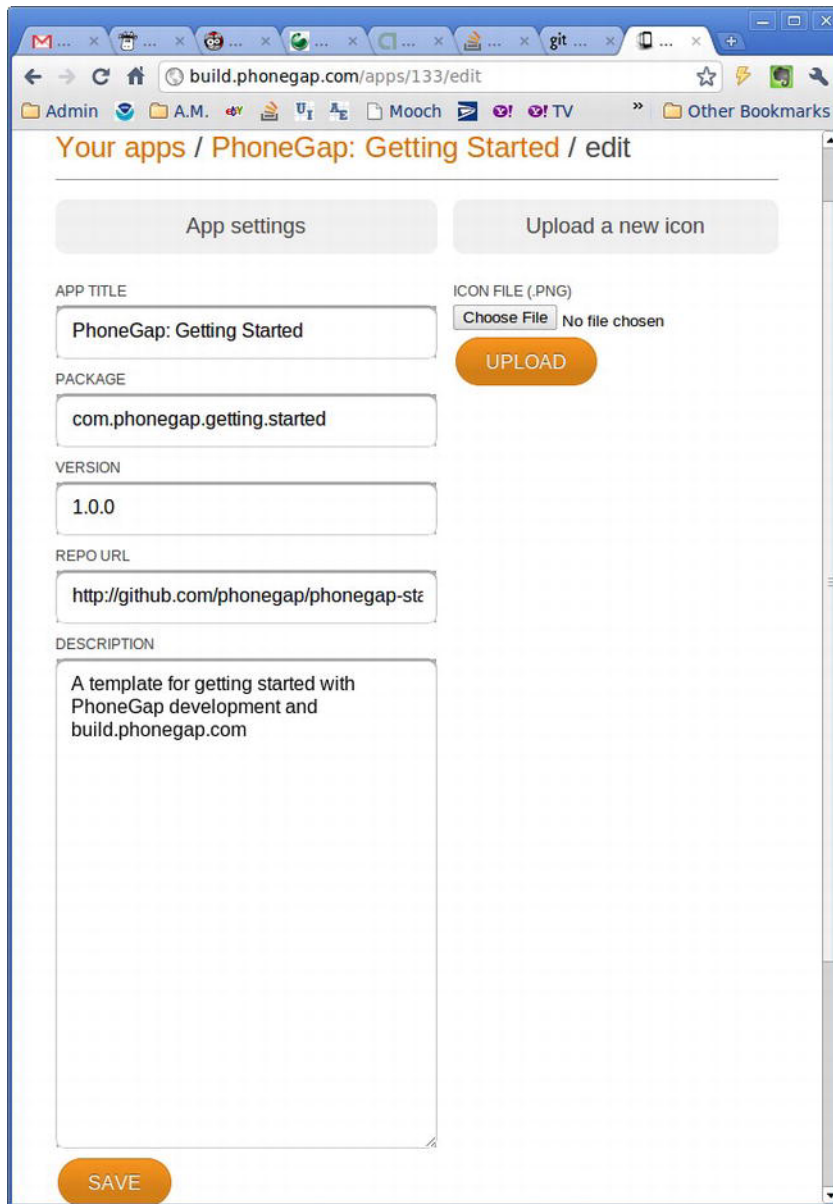 M ...
...
...
...
...
...
git ...
...
build.phonegap.com/apps/133/edit
Admin
A.M.
ebY
UI
AE
Mooch
Y!
Y! TV
»
Other Bookmarks
Your apps / PhoneGap: Getting Started / edit
App settings
Upload a new icon
APP TITLE
PhoneGap: Getting Started
PACKAGE
com.phonegap.getting.started
VERSION
1.0.0
REPO URL
http://github.com/phonegap/phonegap-sta
DESCRIPTION
A template for getting started with
PhoneGap development and
build.phonegap.com
ICON FILE (.PNG)
Choose File No file chosen
UPLOAD
SAVE